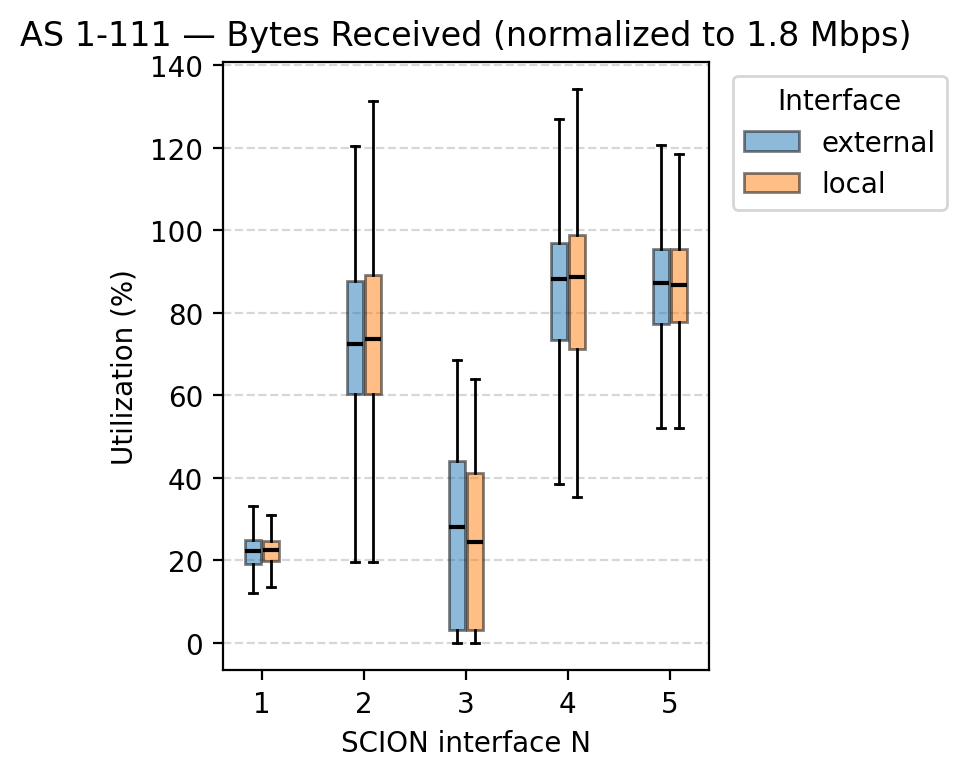 AS 1-111 — Bytes Received (normalized to 1.8 Mbps)
140
120
100
80
60
40
20
0
Utilization (%)
1 2 3 4 5
SCION interface N
Interface
external
local